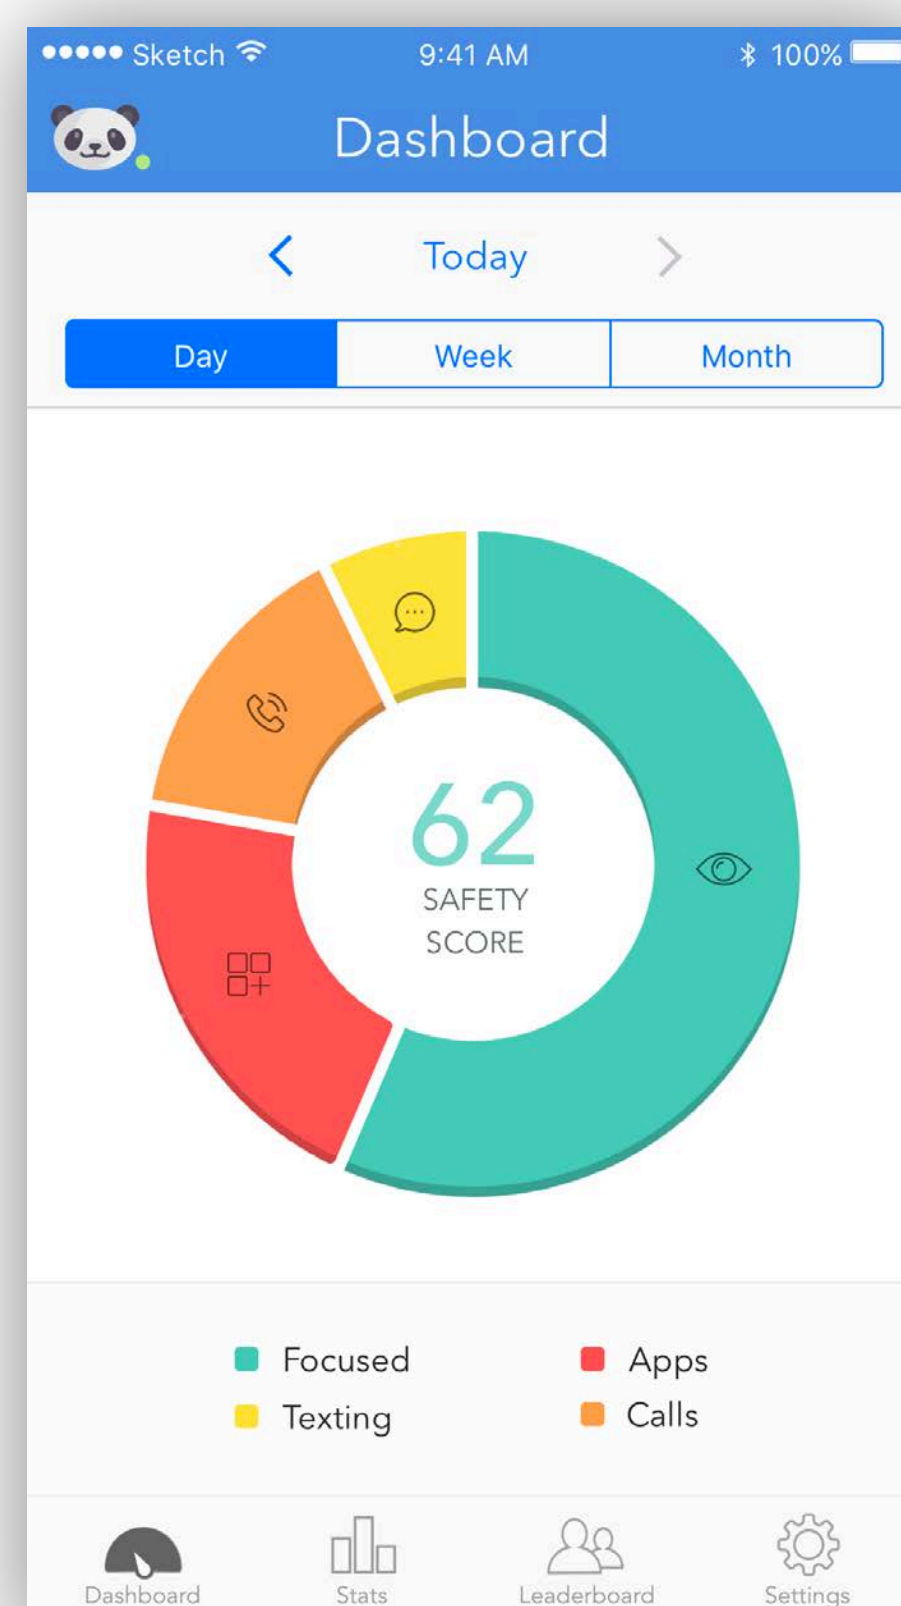 Sketch 9:41 AM 100%
Dashboard
Today
Day Week Month
62
SAFETY
SCORE
Focused Apps
Texting Calls
Dashboard Stats Leaderboard Settings